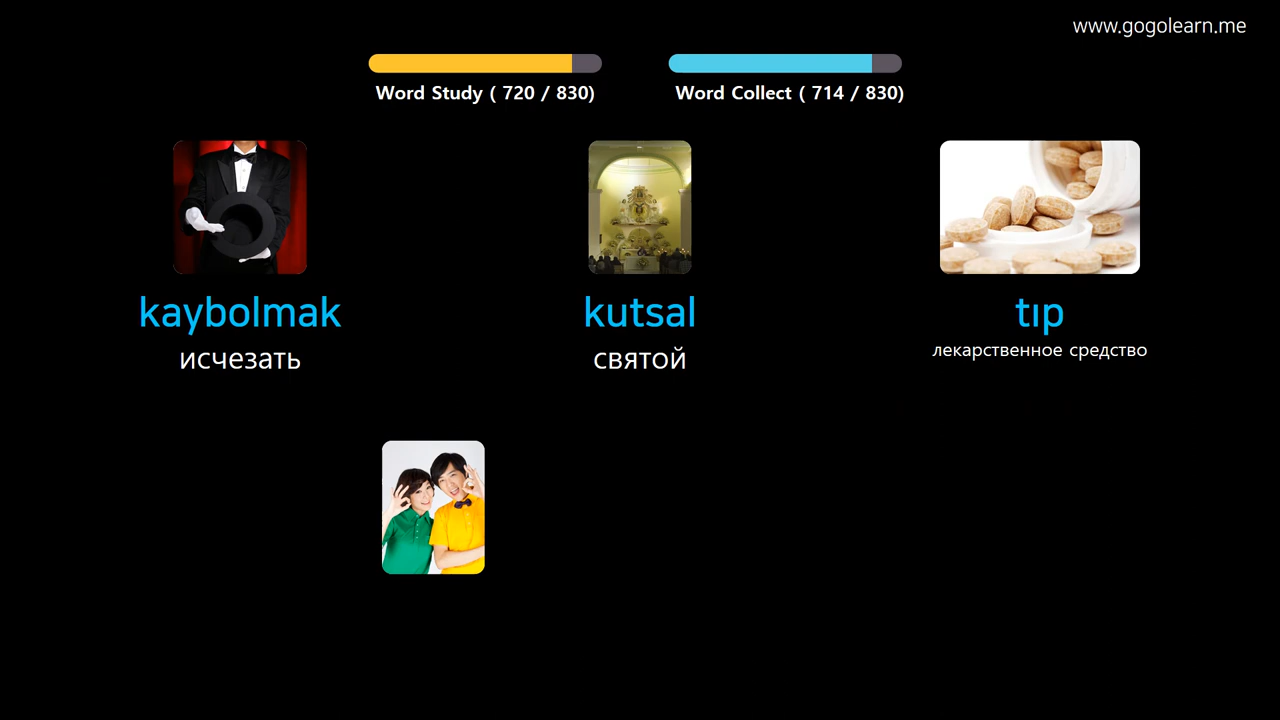 www.gogolearn.me
Word Study ( 720 / 830)
Word Collect ( 714 / 830)
kaybolmak
исчезать
kutsal
святой
tıp
лекарственное средство